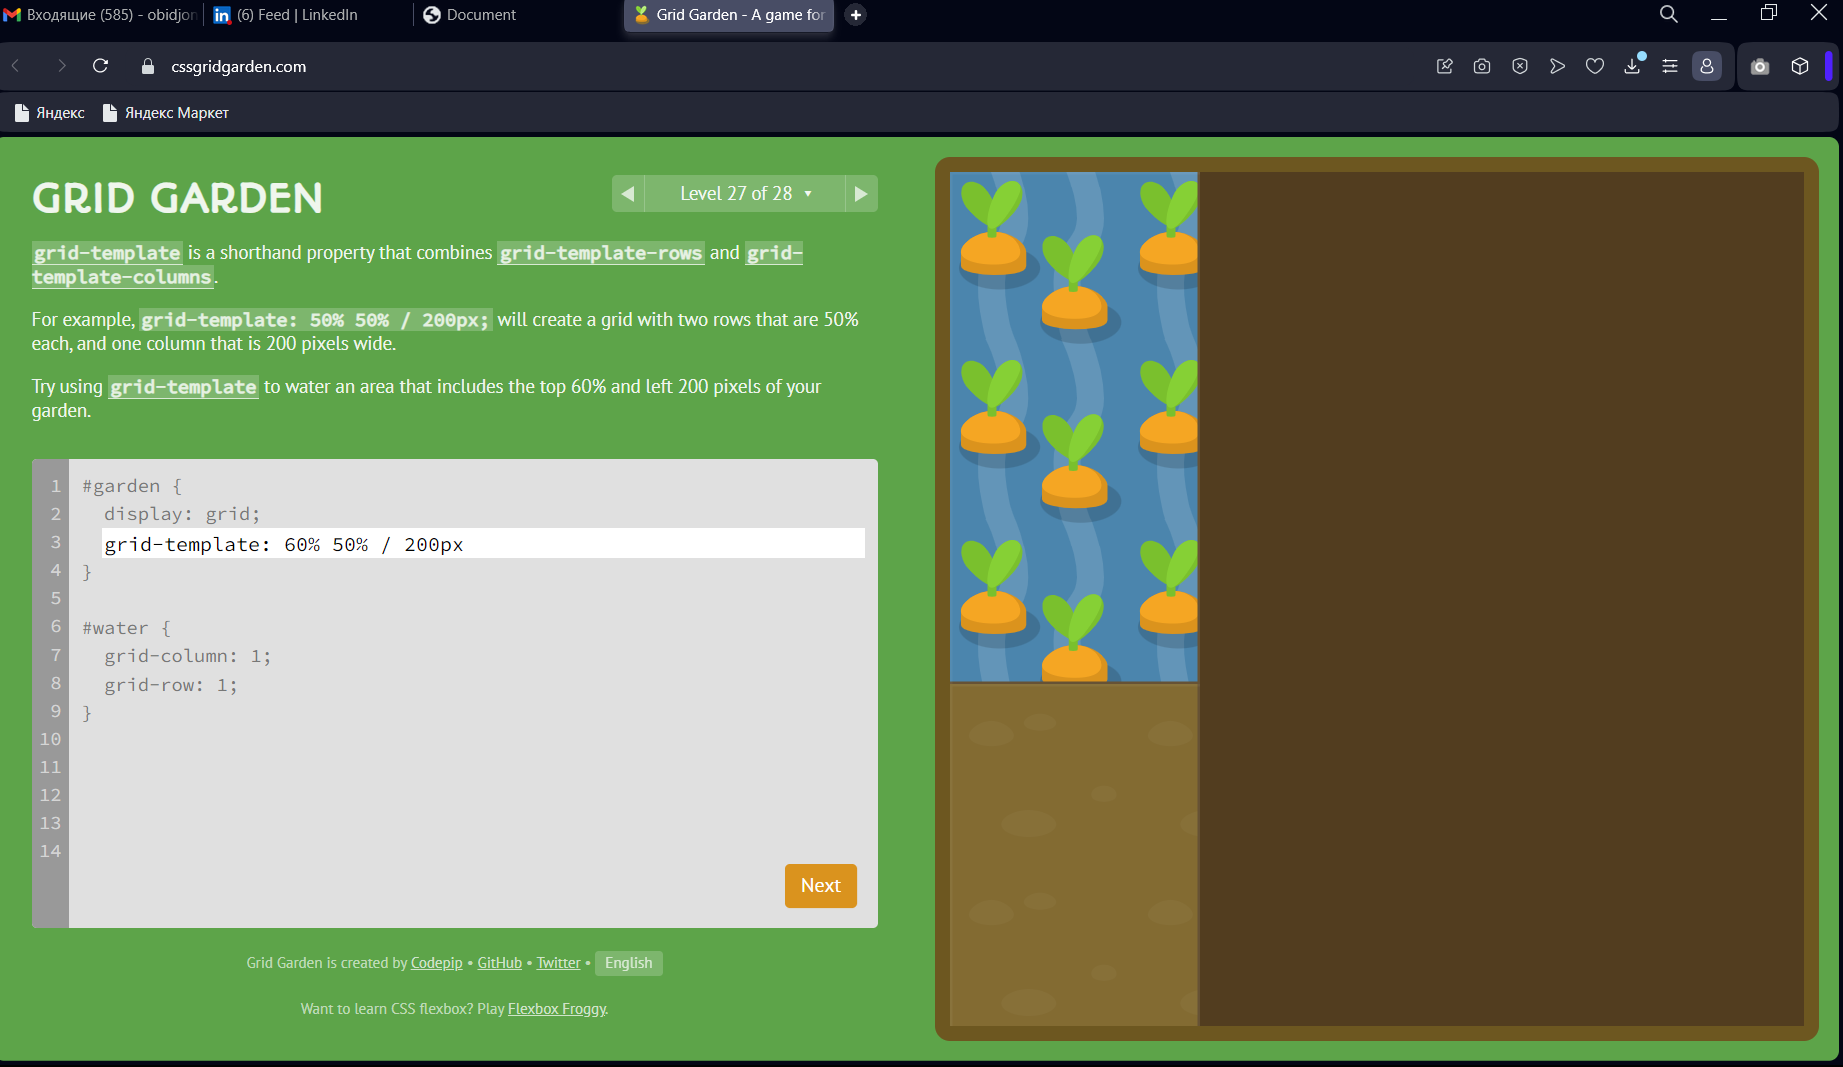 Входящие (585) - obidjon
(6) Feed | LinkedIn
Document
Grid Garden - A game for
cssgridgarden.com
Яндекс
Яндекс Маркет
GRID GARDEN
Level 27 of 28
grid-template is a shorthand property that combines grid-template-rows and grid-
template-columns.
For example, grid-template: 50% 50% / 200px; will create a grid with two rows that are 50%
each, and one column that is 200 pixels wide.
Try using grid-template to water an area that includes the top 60% and left 200 pixels of your
garden.
1 #garden {
2 display: grid;
3 grid-template: 60% 50% / 200px
4 }
5
6 #water {
7 grid-column: 1;
8 grid-row: 1;
9 }
10
11
12
13
14
Next
Grid Garden is created by Codepip • GitHub • Twitter • English
Want to learn CSS flexbox? Play Flexbox Froggy.